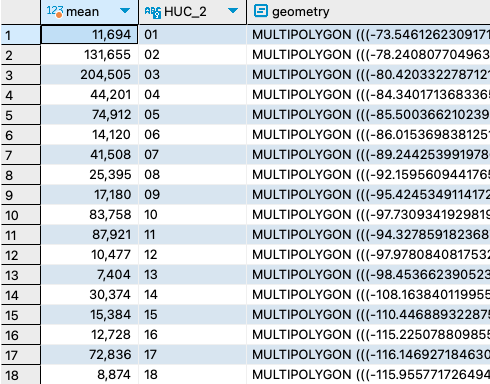 123 mean ABC HUC_2 geometry
1 11,694 01 MULTIPOLYGON (((-73.5461262309171
2 131,655 02 MULTIPOLYGON (((-78.240807704963
3 204,505 03 MULTIPOLYGON (((-80.420332278712
4 44,201 04 MULTIPOLYGON (((-84.340171368336
5 74,912 05 MULTIPOLYGON (((-85.500366210239
6 14,120 06 MULTIPOLYGON (((-86.015369838125
7 41,508 07 MULTIPOLYGON (((-89.244253991978
8 25,395 08 MULTIPOLYGON (((-92.159560944176
9 17,180 09 MULTIPOLYGON (((-95.424534911417
10 83,758 10 MULTIPOLYGON (((-97.7309341929819
11 87,921 11 MULTIPOLYGON (((-94.327859182368
12 10,477 12 MULTIPOLYGON (((-97.978084081753
13 7,404 13 MULTIPOLYGON (((-98.453662390523
14 30,374 14 MULTIPOLYGON (((-108.163840119955
15 15,384 15 MULTIPOLYGON (((-110.446889322875
16 12,728 16 MULTIPOLYGON (((-115.225078809855
17 72,836 17 MULTIPOLYGON (((-116.146927184630
18 8,874 18 MULTIPOLYGON (((-115.955771726494